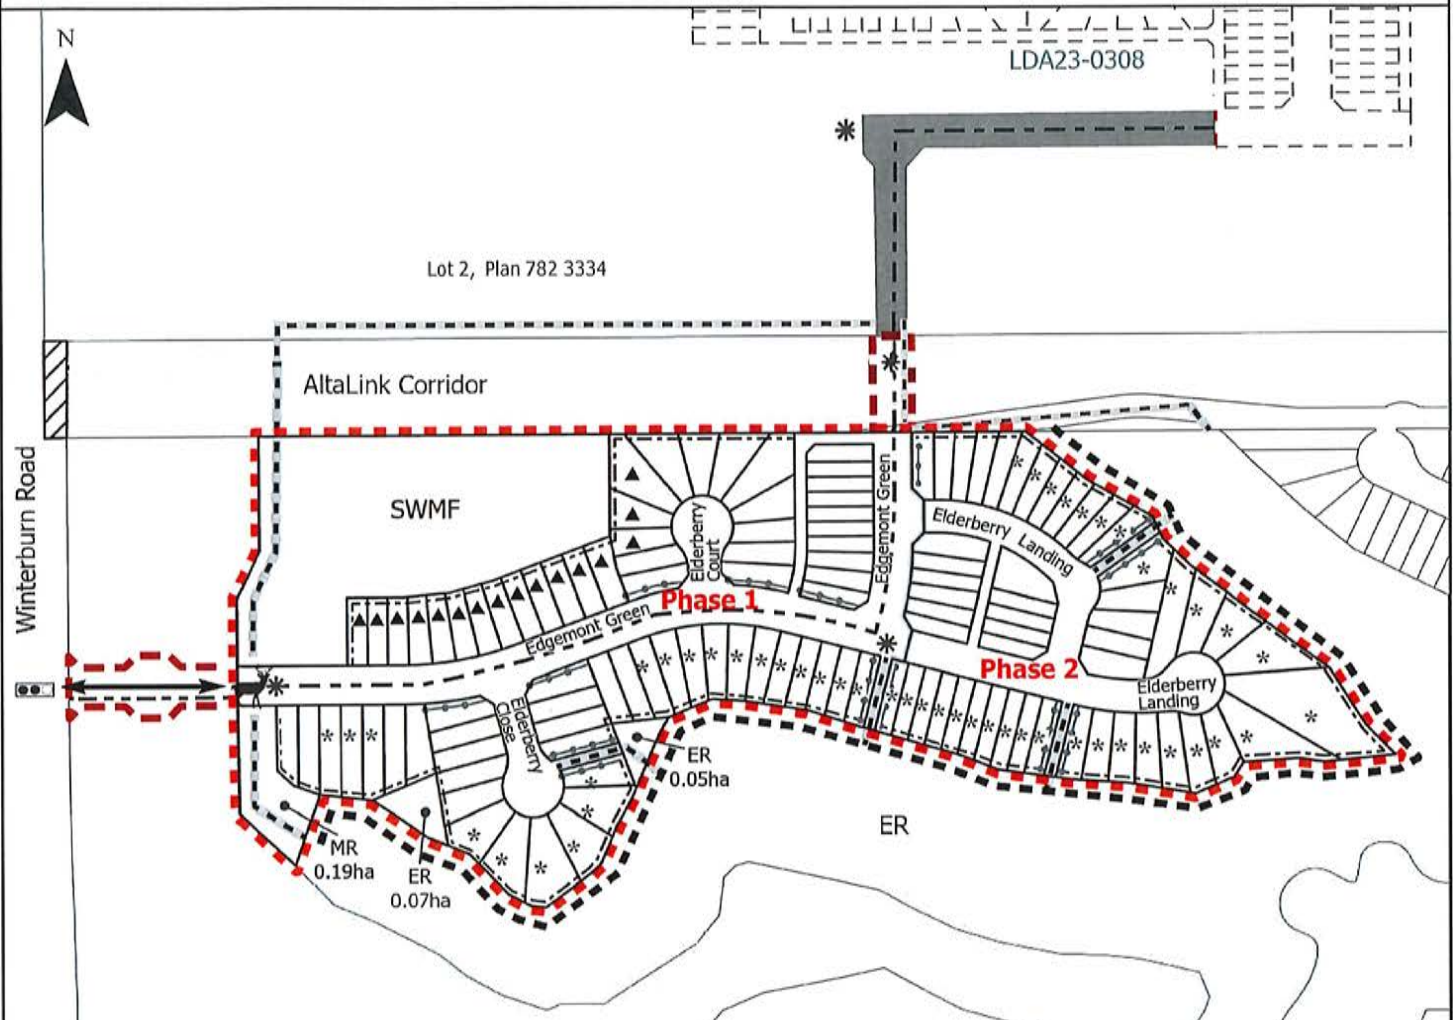 N
LDA23-0308
Lot 2, Plan 782 3334
AltaLink Corridor
Winterburn Road
SWMF
Elderberry
Court
Edgemont Green
Elderberry Landing
Phase 1
Edgemont Green
Phase 2
Elderberry
Landing
Elderberry
Close
ER
0.05ha
ER
MR
0.19ha
ER
0.07ha